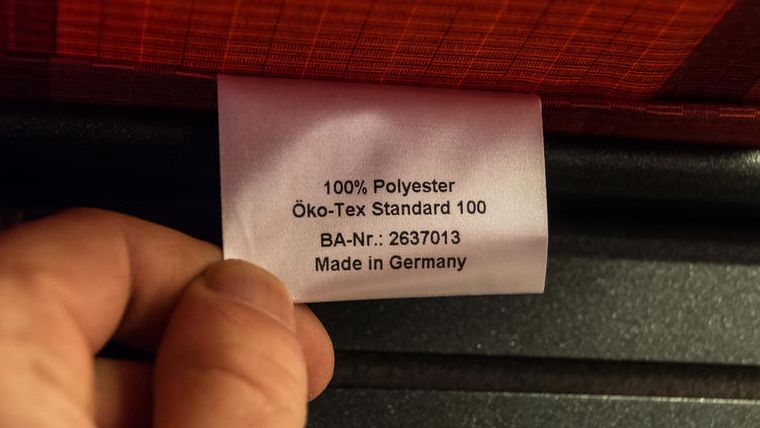 100% Polyester
Öko-Tex Standard 100
BA-Nr.: 2637013
Made in Germany